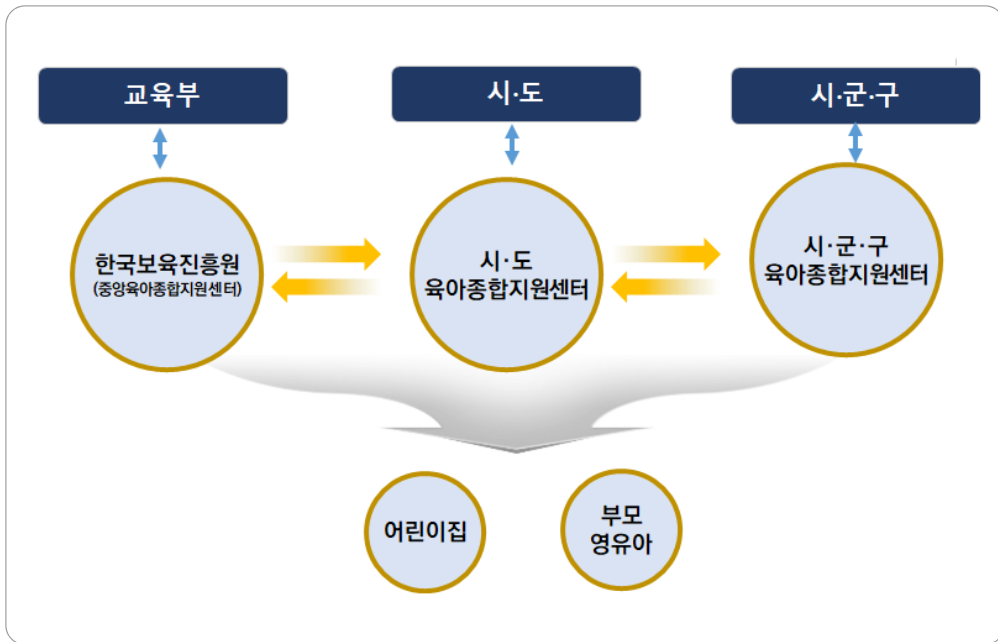 교육부
시·도
시·군·구
한국보육진흥원
(중앙육아종합지원센터)
시·도
육아종합지원센터
시·군·구
육아종합지원센터
어린이집
부모
영유아